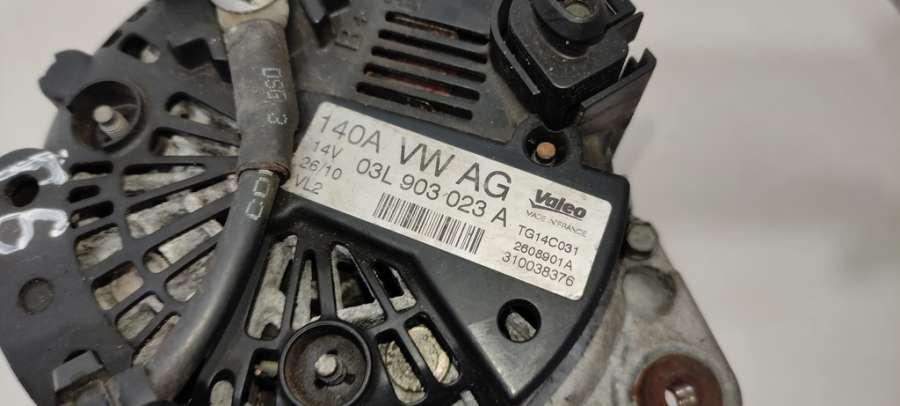 140A VW AG
14V 03L 903 023 A
26/10
VL2
Valeo
MADE IN FRANCE
TG14C031
2608901A
310038376
B